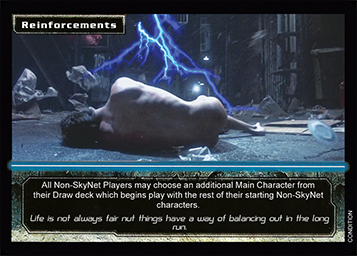 Reinforcements
All Non-SkyNet Players may choose an additional Main Character from
their Draw deck which begins play with the rest of their starting Non-SkyNet
characters.
Life is not always fair nut things have a way of balancing out in the long
run.
CONDITION